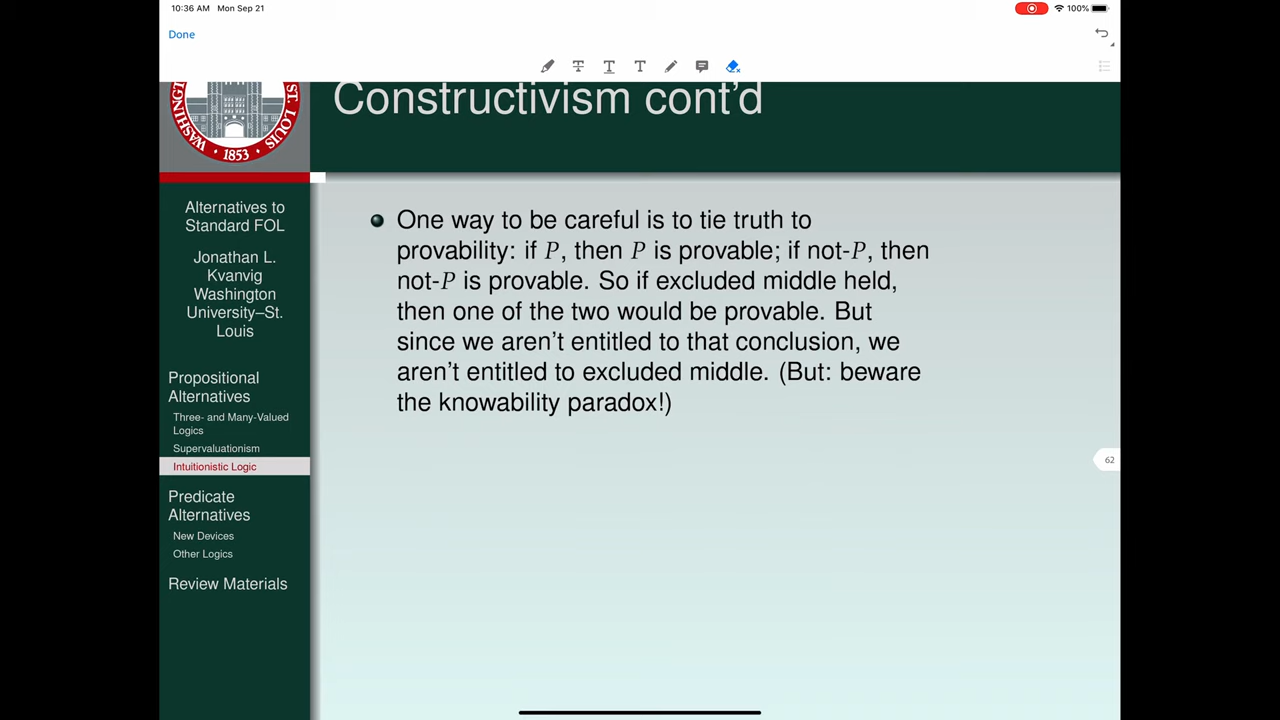 10:36 AM Mon Sep 21
100%
Done
Constructivism cont'd
WASHINGTON
ST. LOUIS
· 1853 ·
Alternatives to
Standard FOL
Jonathan L.
Kvanvig
Washington
University–St.
Louis
Propositional
Alternatives
Three- and Many-Valued
Logics
Supervaluationism
Intuitionistic Logic
Predicate
Alternatives
New Devices
Other Logics
Review Materials
One way to be careful is to tie truth to
provability: if P, then P is provable; if not-P, then
not-P is provable. So if excluded middle held,
then one of the two would be provable. But
since we aren't entitled to that conclusion, we
aren't entitled to excluded middle. (But: beware
the knowability paradox!)
62